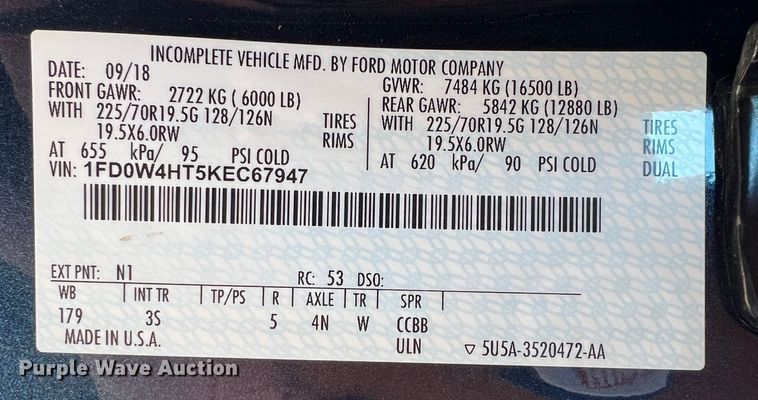 INCOMPLETE VEHICLE MFD. BY FORD MOTOR COMPANY
DATE: 09/18 GVWR: 7484 KG (16500 LB)
FRONT GAWR: 2722 KG ( 6000 LB) REAR GAWR: 5842 KG (12880 LB)
WITH 225/70R19.5G 128/126N TIRES WITH 225/70R19.5G 128/126N TIRES
19.5X6.0RW RIMS 19.5X6.0RW RIMS
AT 655 kPa/ 95 PSI COLD AT 620 kPa/ 90 PSI COLD DUAL
VIN: 1FD0W4HT5KEC67947
EXT PNT: N1 RC: 53 DSO:
WB INT TR TP/PS R AXLE TR SPR
179 3S 5 4N W CCBB
MADE IN U.S.A. ULN ▽ 5U5A-3520472-AA
Purple Wave Auction